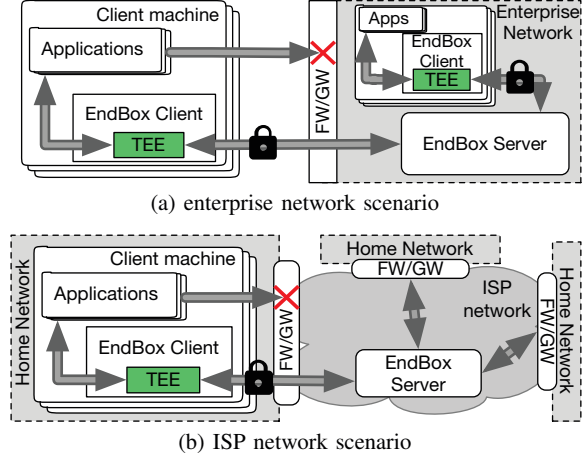 Client machine
Applications
EndBox Client
TEE
FW/GW
Apps
EndBox
Client
TEE
Enterprise
Network
EndBox Server
(a) enterprise network scenario
Home Network
Client machine
Applications
EndBox Client
TEE
FW/GW
Home Network
FW/GW
ISP
network
EndBox
Server
FW/GW
Home Network
(b) ISP network scenario